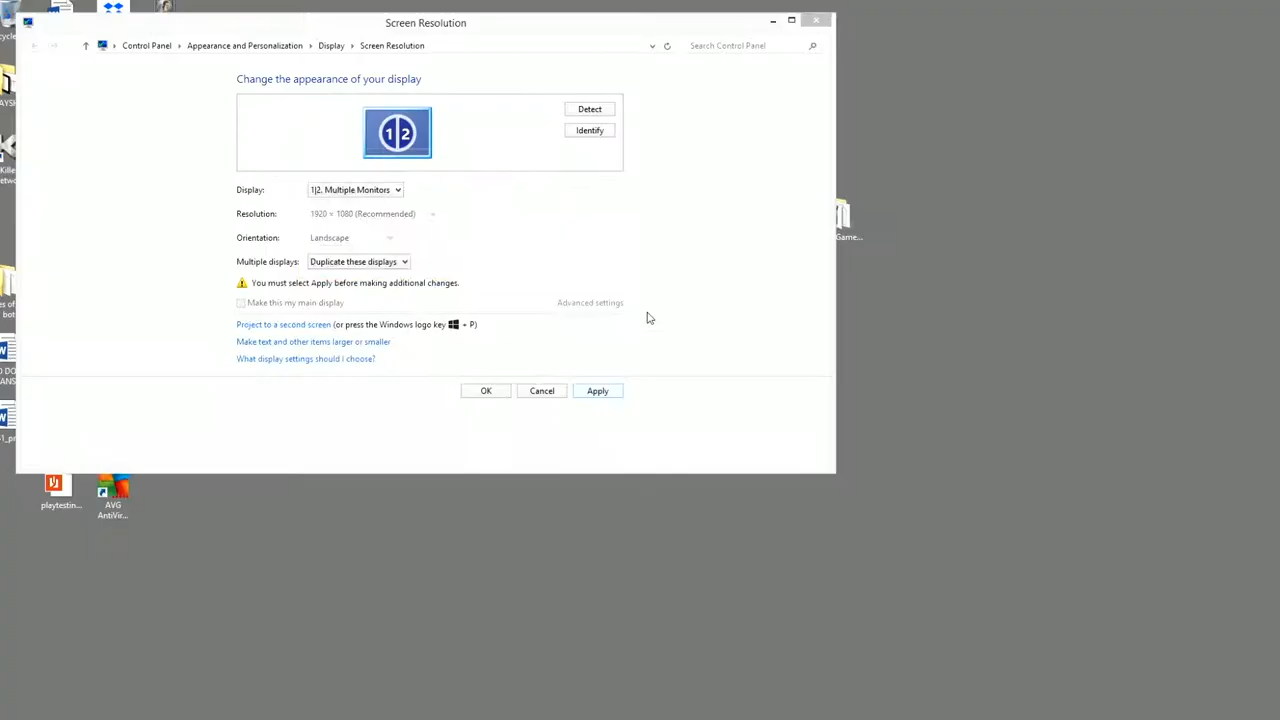 Screen Resolution
Control Panel
Appearance and Personalization
Display
Screen Resolution
Search Control Panel
Change the appearance of your display
1|2
Detect
Identify
Display:
1|2. Multiple Monitors
Resolution:
1920 × 1080 (Recommended)
Orientation:
Landscape
Multiple displays:
Duplicate these displays
You must select Apply before making additional changes.
Make this my main display
Advanced settings
Project to a second screen (or press the Windows logo key + P)
Make text and other items larger or smaller
What display settings should I choose?
OK
Cancel
Apply
Game...
playtestin...
AVG
AntiVir...